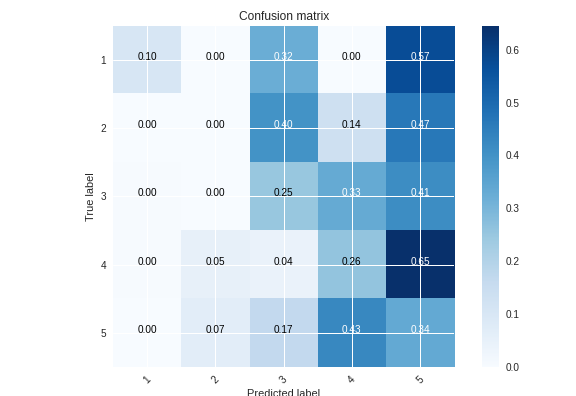 Confusion matrix
1 0.10 0.00 0.32 0.00 0.57
2 0.00 0.00 0.40 0.14 0.47
3 0.00 0.00 0.25 0.33 0.41
4 0.00 0.05 0.04 0.26 0.65
5 0.00 0.07 0.17 0.43 0.34
1 2 3 4 5
True label
Predicted label
0.6
0.5
0.4
0.3
0.2
0.1
0.0